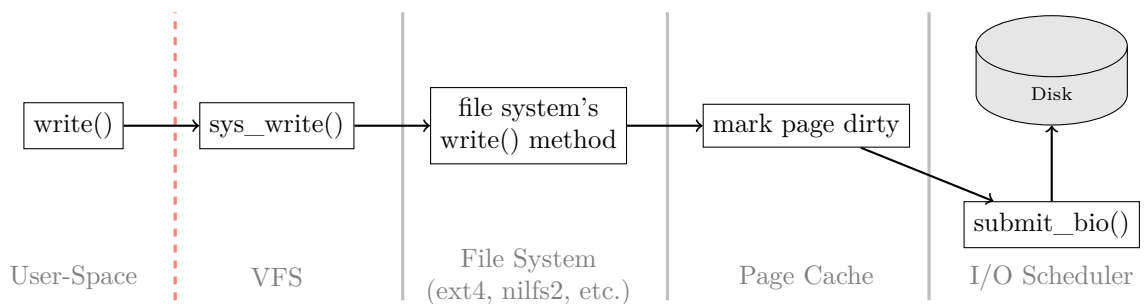 write()
sys_write()
file system's
write() method
mark page dirty
Disk
submit_bio()
User-Space
VFS
File System
(ext4, nilfs2, etc.)
Page Cache
I/O Scheduler